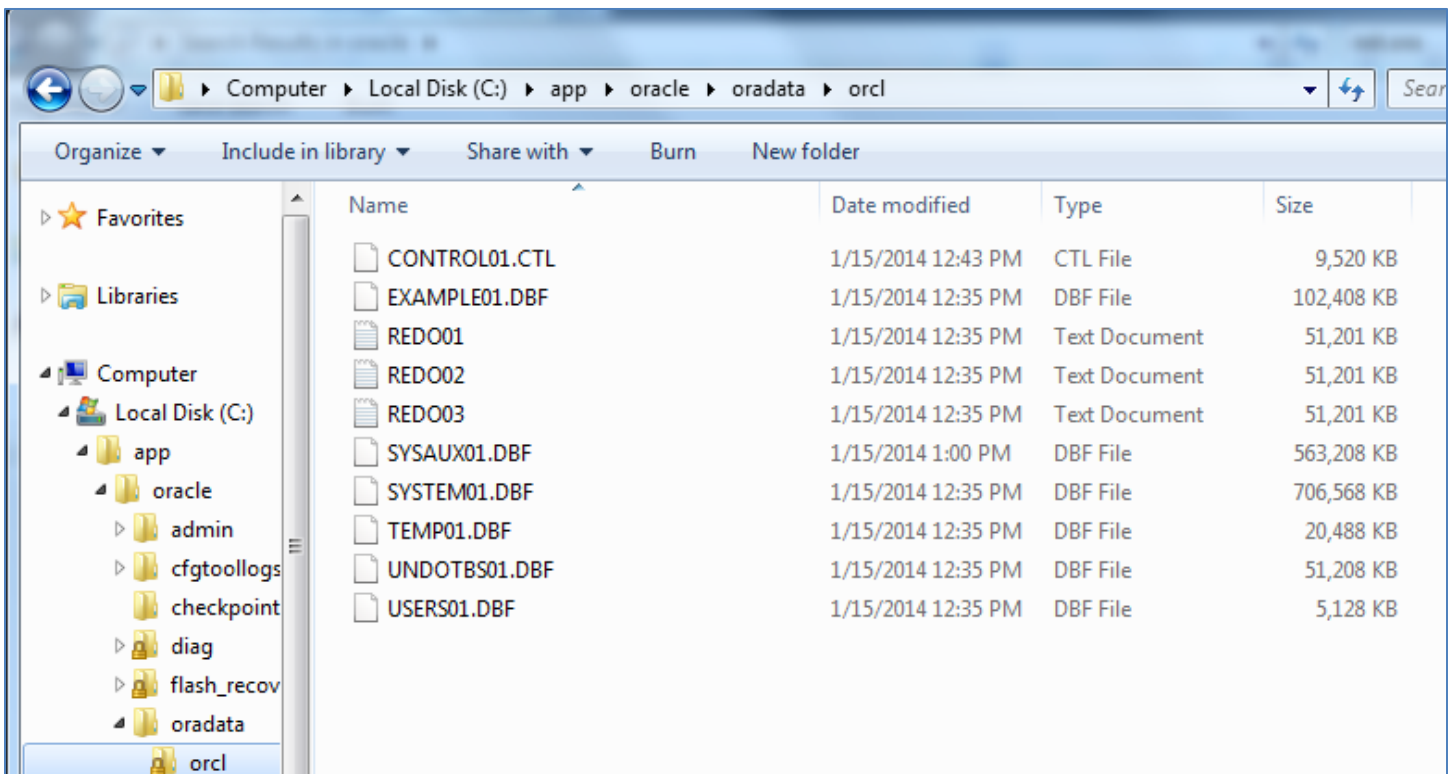 Computer Local Disk (C:) app oracle oradata orcl Sear
Organize Include in library Share with Burn New folder
Name Date modified Type Size
Favorites
Libraries
Computer
Local Disk (C:)
app
oracle
admin
cfgtoollogs
checkpoint
diag
flash_recov
oradata
orcl
CONTROL01.CTL 1/15/2014 12:43 PM CTL File 9,520 KB
EXAMPLE01.DBF 1/15/2014 12:35 PM DBF File 102,408 KB
REDO01 1/15/2014 12:35 PM Text Document 51,201 KB
REDO02 1/15/2014 12:35 PM Text Document 51,201 KB
REDO03 1/15/2014 12:35 PM Text Document 51,201 KB
SYSAUX01.DBF 1/15/2014 1:00 PM DBF File 563,208 KB
SYSTEM01.DBF 1/15/2014 12:35 PM DBF File 706,568 KB
TEMP01.DBF 1/15/2014 12:35 PM DBF File 20,488 KB
UNDOTBS01.DBF 1/15/2014 12:35 PM DBF File 51,208 KB
USERS01.DBF 1/15/2014 12:35 PM DBF File 5,128 KB